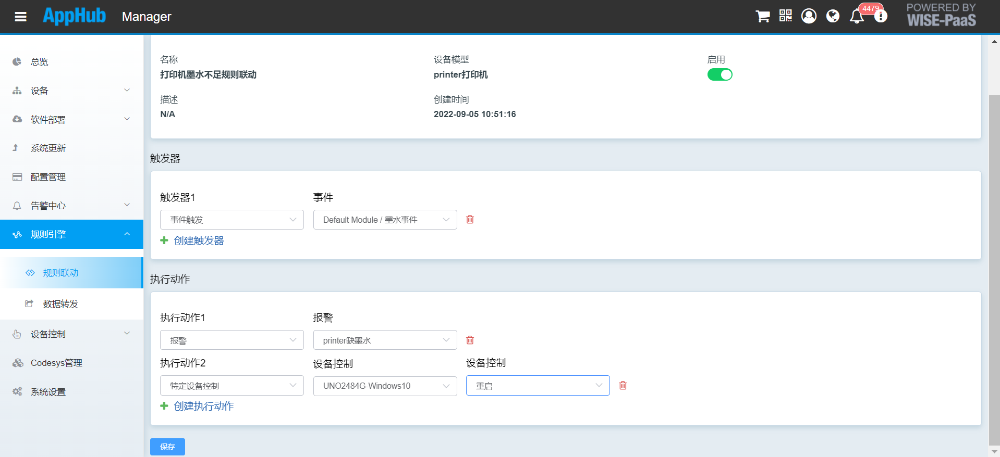 AppHub Manager
4479
POWERED BY
WISE-PaaS
总览
设备
软件部署
系统更新
配置管理
告警中心
规则引擎
规则联动
数据转发
设备控制
Codesys管理
系统设置
名称 设备模型 启用
打印机墨水不足规则联动 printer打印机
描述 创建时间
N/A 2022-09-05 10:51:16
触发器
触发器1 事件
事件触发 Default Module / 墨水事件
创建触发器
执行动作
执行动作1 报警
报警 printer缺墨水
执行动作2 设备控制 设备控制
特定设备控制 UNO2484G-Windows10 重启
创建执行动作
保存